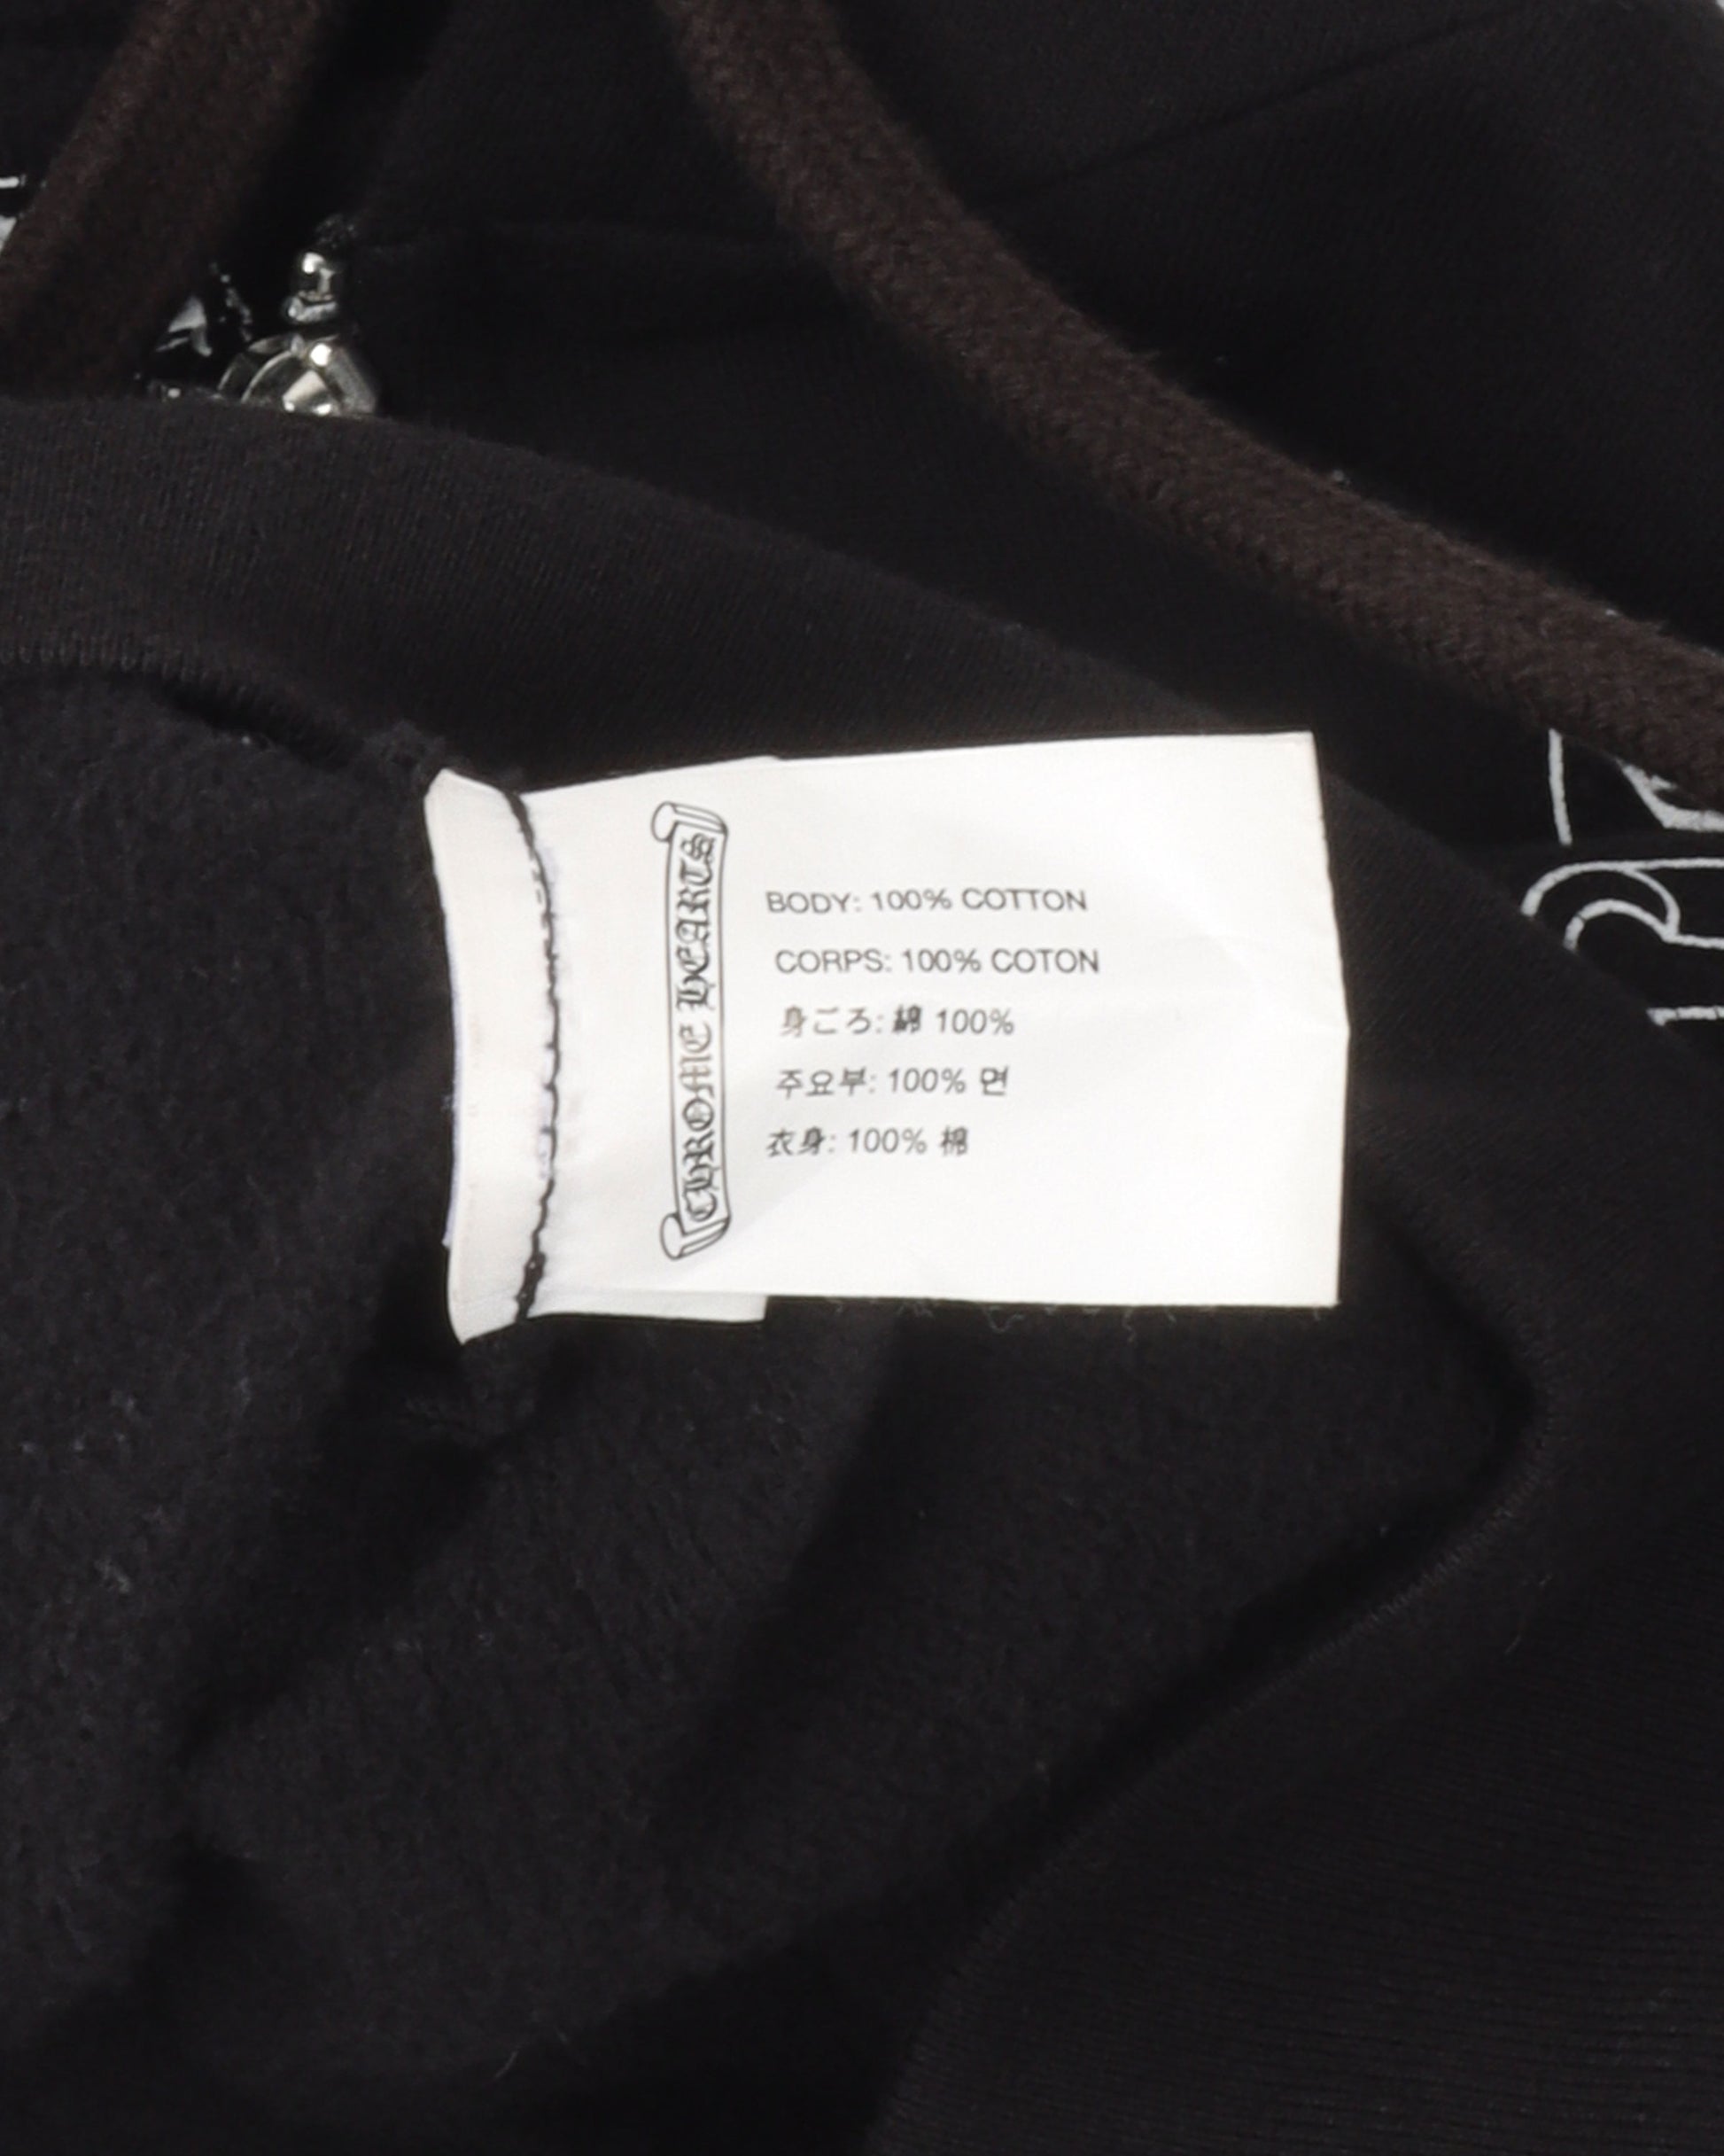 CHROME HEARTS
BODY: 100% COTTON
CORPS: 100% COTON
身ごろ: 綿 100%
주요부: 100% 면
衣身: 100% 棉